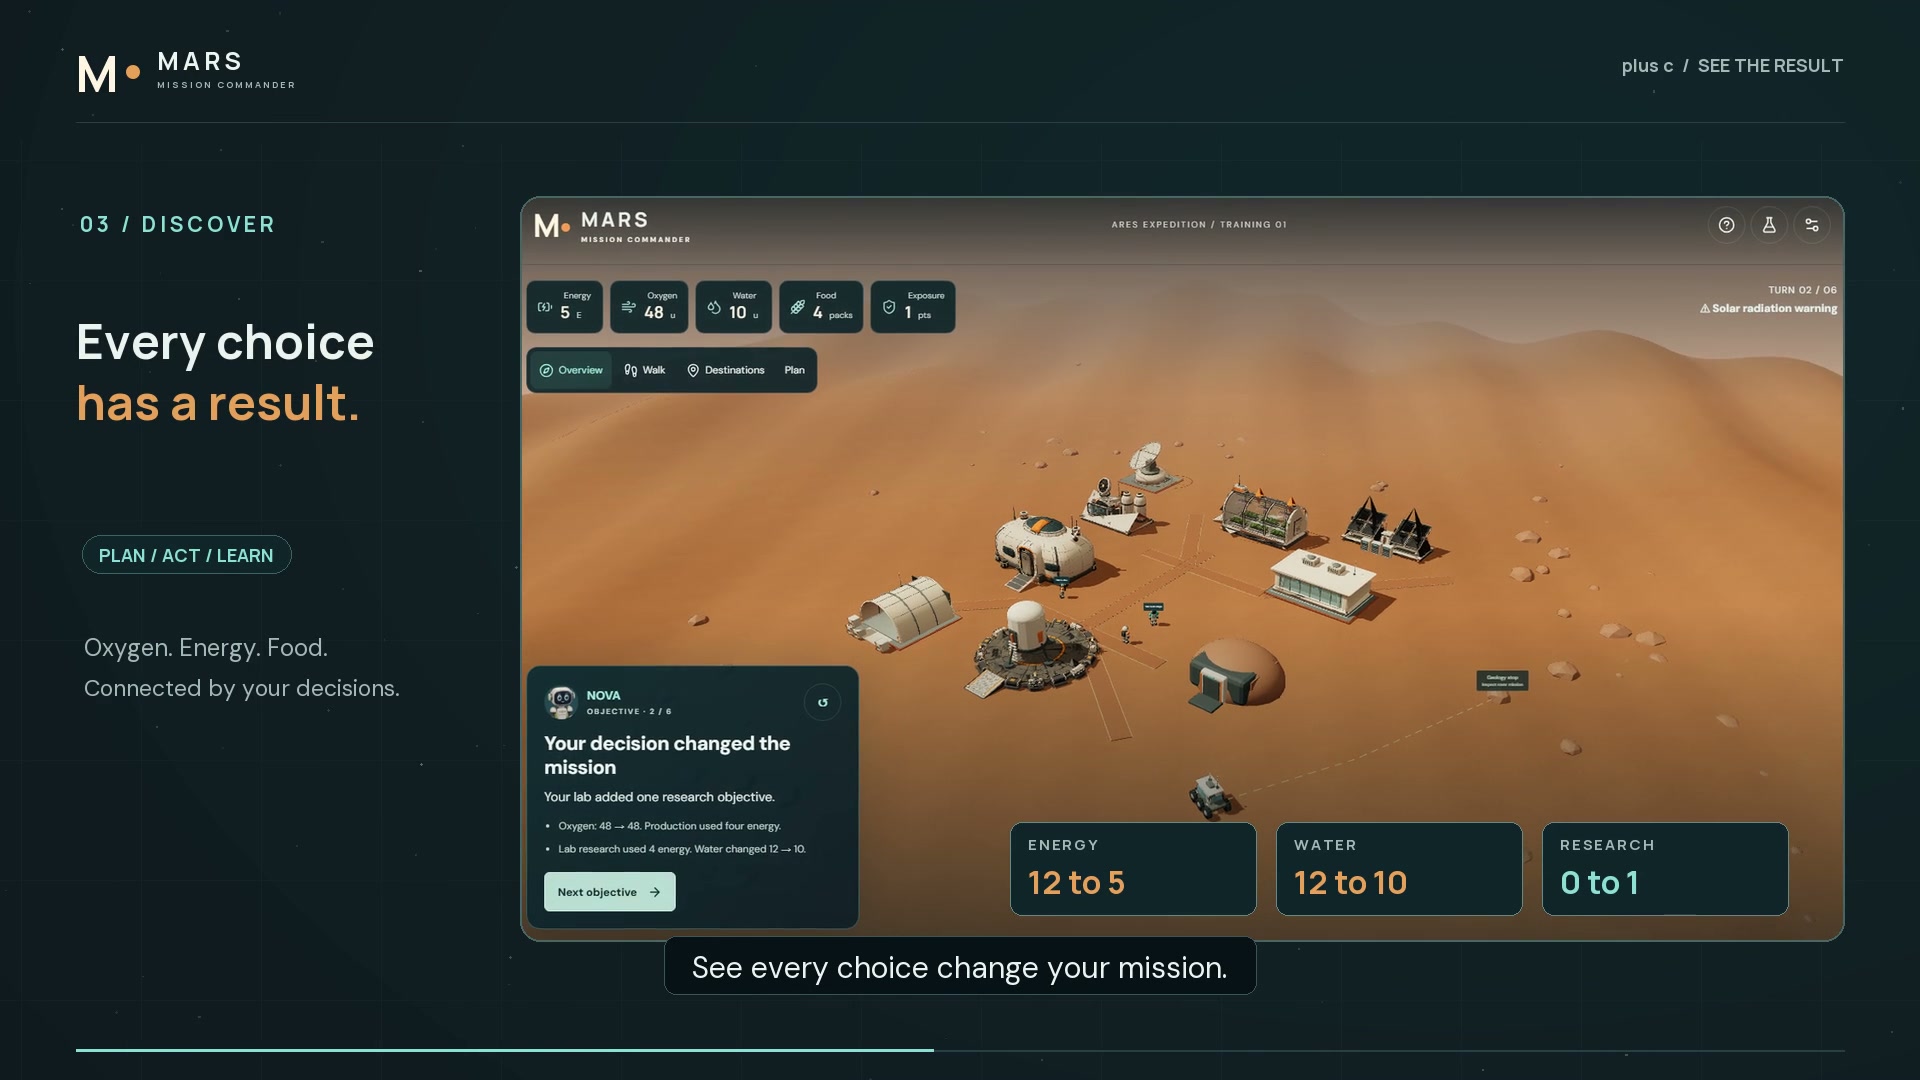 M• MARS
MISSION COMMANDER
plus c / SEE THE RESULT
03 / DISCOVER
Every choice
has a result.
PLAN / ACT / LEARN
Oxygen. Energy. Food.
Connected by your decisions.
M• MARS
MISSION COMMANDER
ARES EXPEDITION / TRAINING 01
Energy
5 E
Oxygen
48 u
Water
10 u
Food
4 packs
Exposure
1 pts
TURN 02 / 06
⚠ Solar radiation warning
Overview
Walk
Destinations
Plan
Geology stop
NOVA
OBJECTIVE · 2 / 6
Your decision changed the
mission
Your lab added one research objective.
• Oxygen: 48 → 48. Production used four energy.
• Lab research used 4 energy. Water changed 12 → 10.
Next objective →
ENERGY
12 to 5
WATER
12 to 10
RESEARCH
0 to 1
See every choice change your mission.